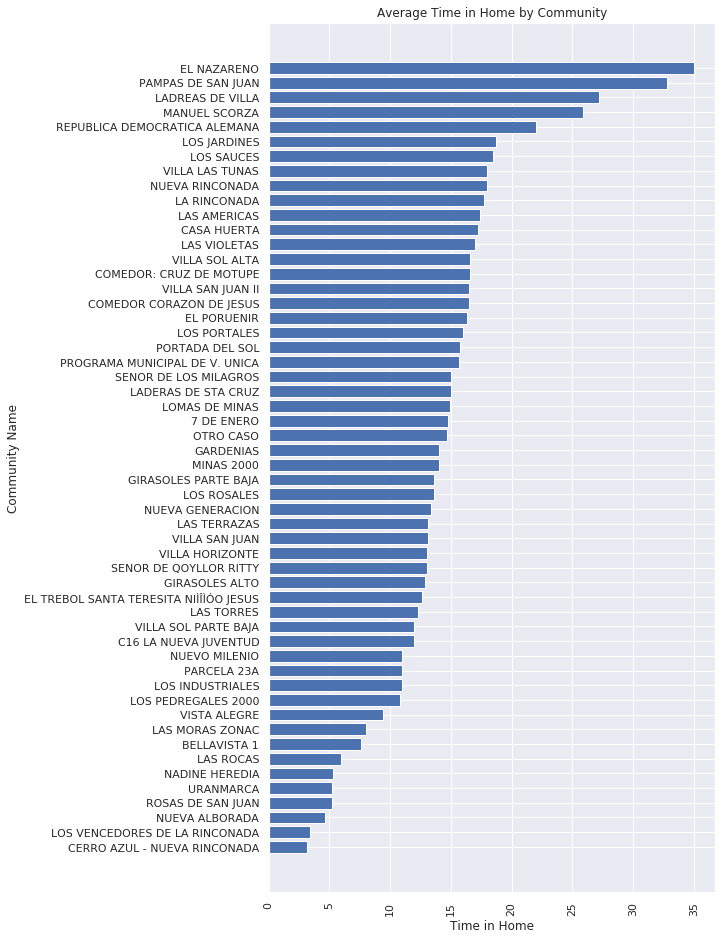 Average Time in Home by Community
EL NAZARENO
PAMPAS DE SAN JUAN
LADREAS DE VILLA
MANUEL SCORZA
REPUBLICA DEMOCRATICA ALEMANA
LOS JARDINES
LOS SAUCES
VILLA LAS TUNAS
NUEVA RINCONADA
LA RINCONADA
LAS AMERICAS
CASA HUERTA
LAS VIOLETAS
VILLA SOL ALTA
COMEDOR: CRUZ DE MOTUPE
VILLA SAN JUAN II
COMEDOR CORAZON DE JESUS
EL PORUENIR
LOS PORTALES
PORTADA DEL SOL
PROGRAMA MUNICIPAL DE V. UNICA
SENOR DE LOS MILAGROS
LADERAS DE STA CRUZ
LOMAS DE MINAS
7 DE ENERO
OTRO CASO
GARDENIAS
MINAS 2000
GIRASOLES PARTE BAJA
LOS ROSALES
NUEVA GENERACION
LAS TERRAZAS
VILLA SAN JUAN
VILLA HORIZONTE
SENOR DE QOYLLOR RITTY
GIRASOLES ALTO
EL TREBOL SANTA TERESITA NIÌÎÌÓO JESUS
LAS TORRES
VILLA SOL PARTE BAJA
C16 LA NUEVA JUVENTUD
NUEVO MILENIO
PARCELA 23A
LOS INDUSTRIALES
LOS PEDREGALES 2000
VISTA ALEGRE
LAS MORAS ZONAC
BELLAVISTA 1
LAS ROCAS
NADINE HEREDIA
URANMARCA
ROSAS DE SAN JUAN
NUEVA ALBORADA
LOS VENCEDORES DE LA RINCONADA
CERRO AZUL - NUEVA RINCONADA
Community Name
0 5 10 15 20 25 30 35
Time in Home